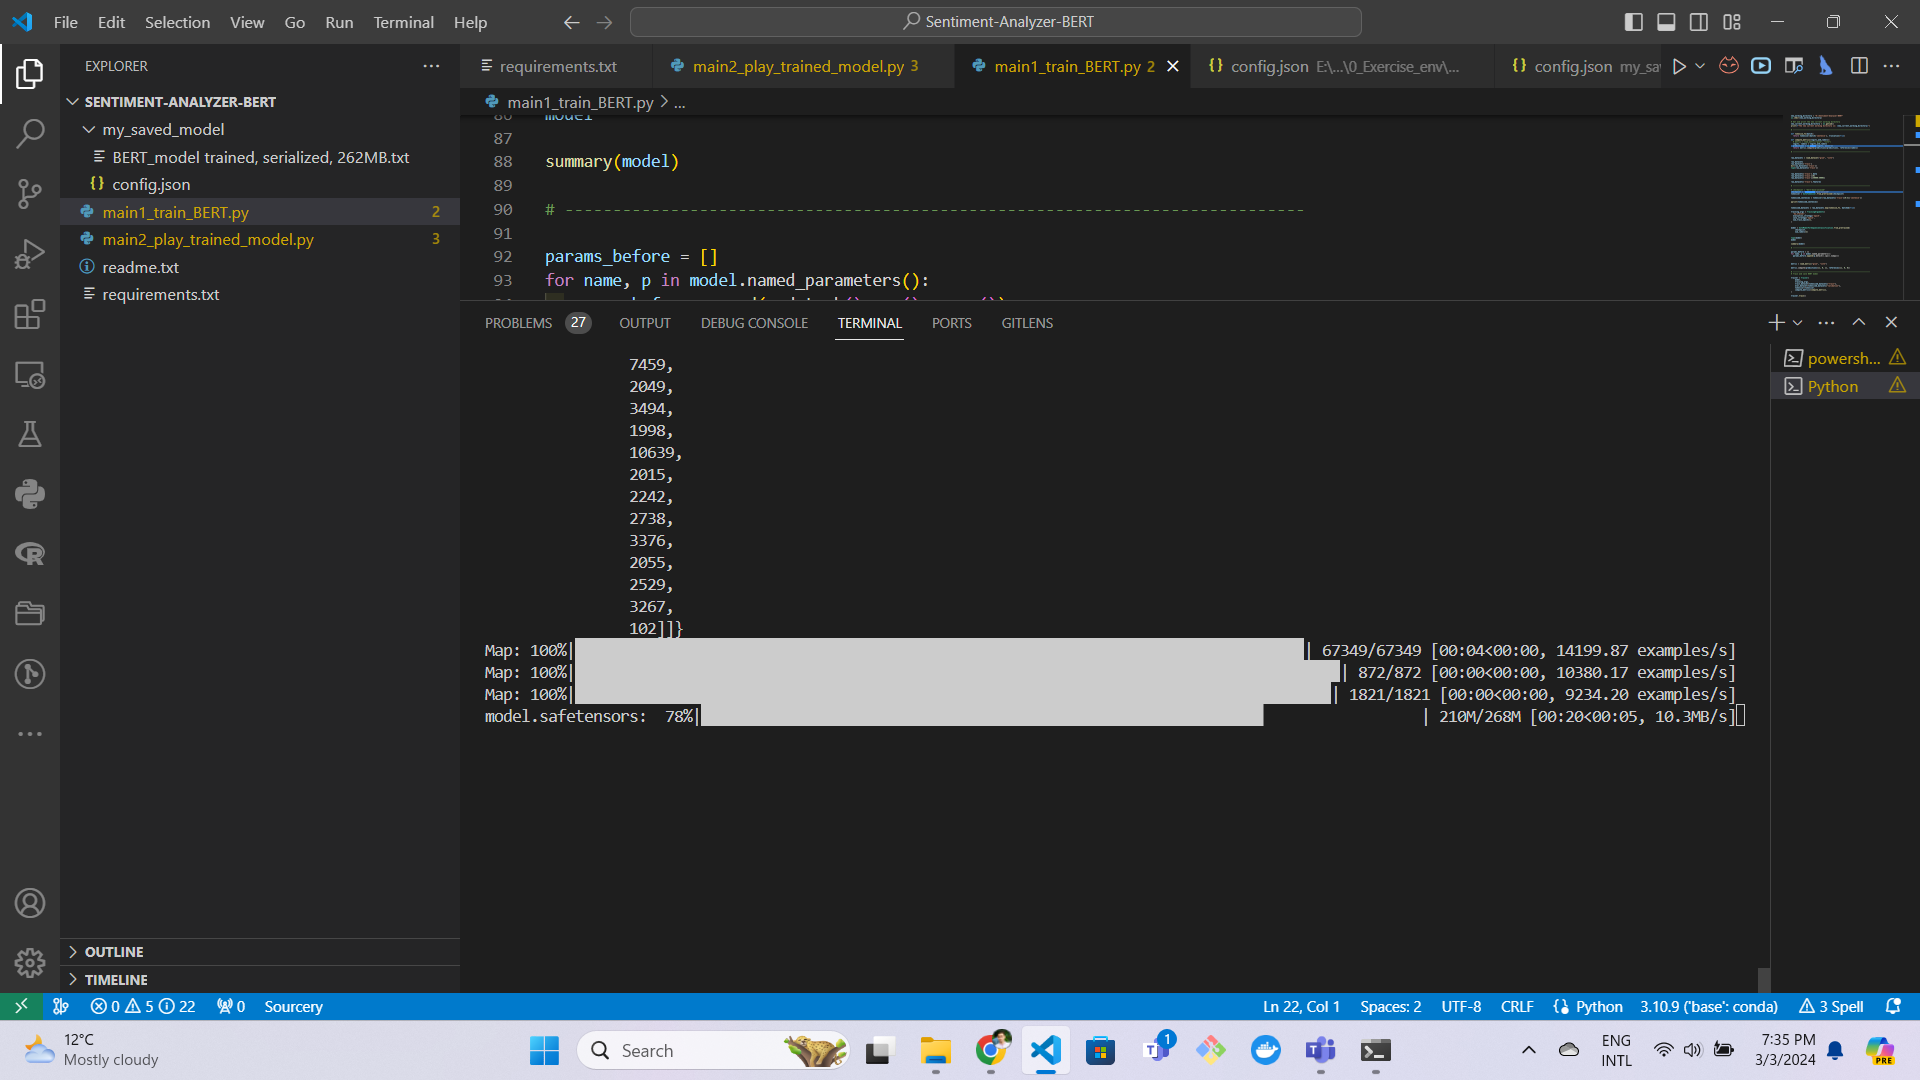 File Edit Selection View Go Run Terminal Help
Sentiment-Analyzer-BERT
EXPLORER
SENTIMENT-ANALYZER-BERT
my_saved_model
BERT_model trained, serialized, 262MB.txt
config.json
main1_train_BERT.py 2
main2_play_trained_model.py 3
readme.txt
requirements.txt
OUTLINE
TIMELINE
requirements.txt main2_play_trained_model.py 3 main1_train_BERT.py 2 config.json E:\...\0_Exercise_env\... config.json my_sa
main1_train_BERT.py > ...
86 model
87
88 summary(model)
89
90 # -----------------------------------------------------------------------------
91
92 params_before = []
93 for name, p in model.named_parameters():
PROBLEMS 27 OUTPUT DEBUG CONSOLE TERMINAL PORTS GITLENS
7459,
2049,
3494,
1998,
10639,
2015,
2242,
2738,
3376,
2055,
2529,
3267,
102]]}
Map: 100%| | 67349/67349 [00:04<00:00, 14199.87 examples/s]
Map: 100%| | 872/872 [00:00<00:00, 10380.17 examples/s]
Map: 100%| | 1821/1821 [00:00<00:00, 9234.20 examples/s]
model.safetensors: 78%| | 210M/268M [00:20<00:05, 10.3MB/s]
powersh...
Python
0 5 22 0 Sourcery
Ln 22, Col 1 Spaces: 2 UTF-8 CRLF Python 3.10.9 ('base': conda) 3 Spell
12°C
Mostly cloudy
Search
1
ENG
INTL
7:35 PM
3/3/2024
PRE